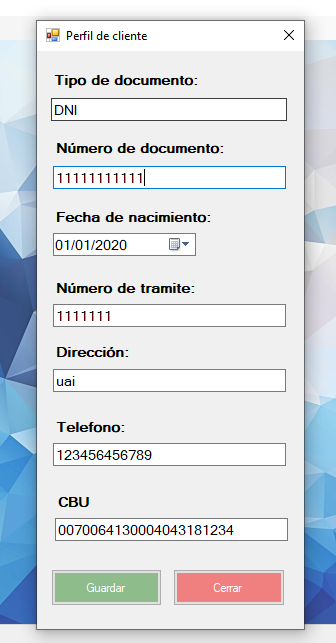 Perfil de cliente
Tipo de documento:
DNI
Número de documento:
11111111111
Fecha de nacimiento:
01/01/2020
Número de tramite:
1111111
Dirección:
uai
Telefono:
123456456789
CBU
0070064130004043181234
Guardar Cerrar